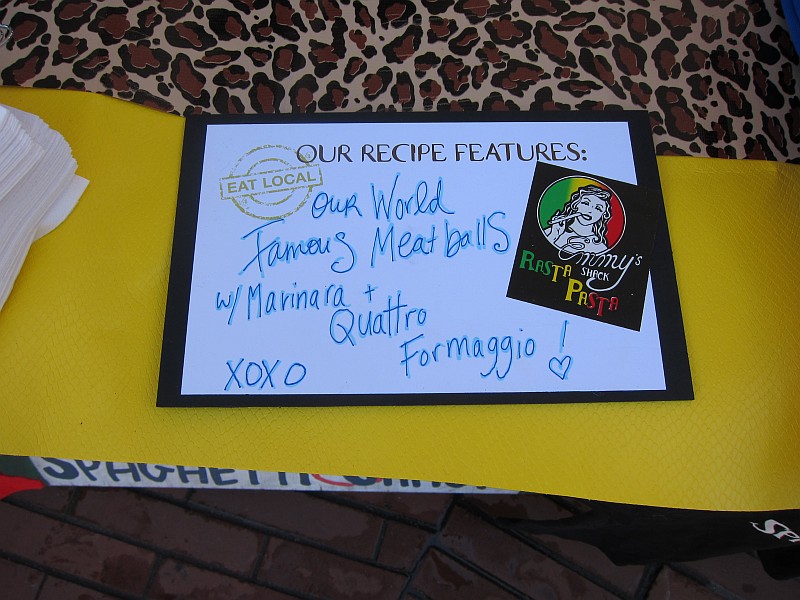 OUR RECIPE FEATURES:
EAT LOCAL
Our World
Famous Meatballs
w/ Marinara +
Quattro
Formaggio!
XOXO
Emmy's
SHACK
RASTA
PASTA
SPAGHETTI